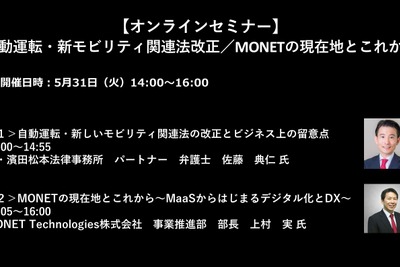 【オンラインセミナー】
動運転・新モビリティ関連法改正／MONETの現在地とこれか
開催日時：5月31日（火）14:00～16:00
1 ＞自動運転・新しいモビリティ関連法の改正とビジネス上の留意点
00～14:55
・濱田松本法律事務所　パートナー　弁護士　佐藤　典仁 氏
2 ＞MONETの現在地とこれから～MaaSからはじまるデジタル化とDX～
05～16:00
ONET Technologies株式会社　事業推進部　部長　上村　実 氏